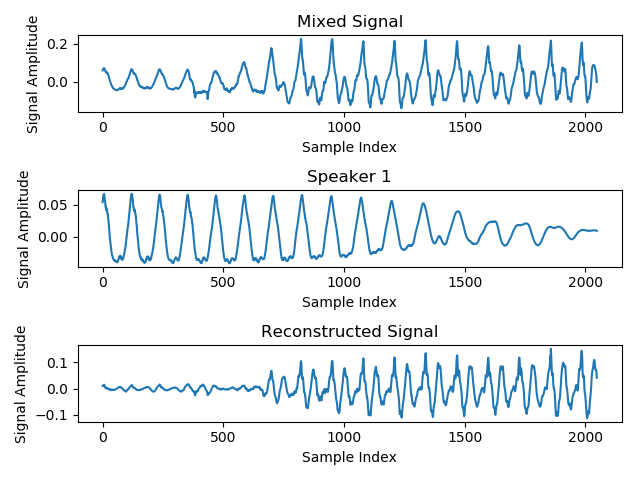 Mixed Signal
Signal Amplitude
0.2
0.0
0 500 1000 1500 2000
Sample Index
Speaker 1
Signal Amplitude
0.05
0.00
0 500 1000 1500 2000
Sample Index
Reconstructed Signal
Signal Amplitude
0.1
0.0
−0.1
0 500 1000 1500 2000
Sample Index